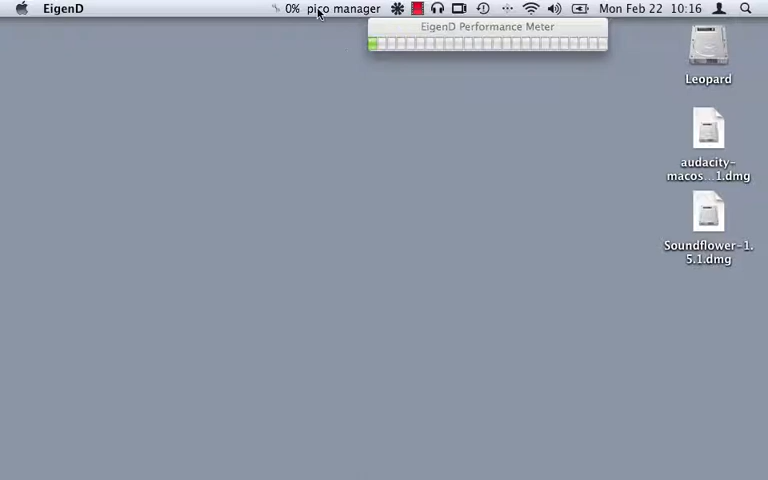 EigenD 0% pico manager Mon Feb 22 10:16
EigenD Performance Meter
Leopard
audacity-
macos...1.dmg
Soundflower-1.
5.1.dmg